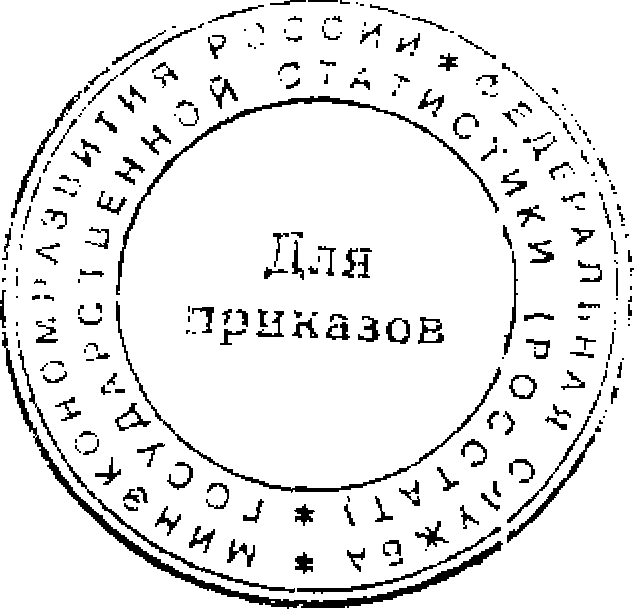 МИНЭКОНОМРАЗВИТИЯ РОССИИ * ФЕДЕРАЛЬНАЯ СЛУЖБА *
ГОСУДАРСТВЕННОЙ СТАТИСТИКИ (РОССТАТ) *
Для
приказов